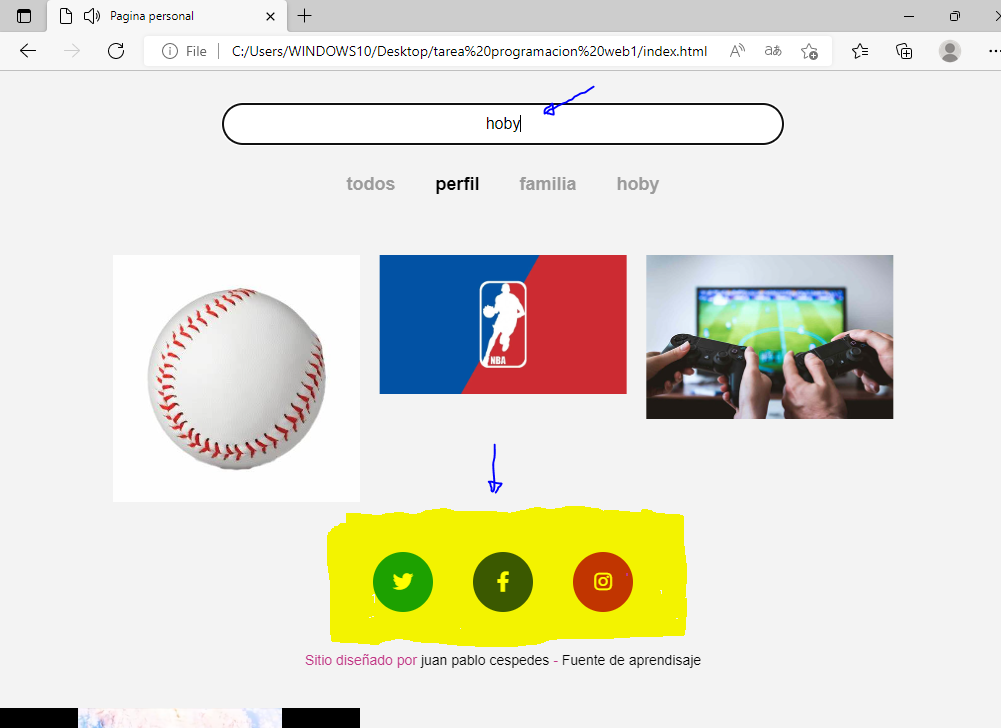 Pagina personal
File
C:/Users/WINDOWS10/Desktop/tarea%20programacion%20web1/index.html
hoby
todos perfil familia hoby
NBA
Sitio diseñado por juan pablo cespedes - Fuente de aprendisaje